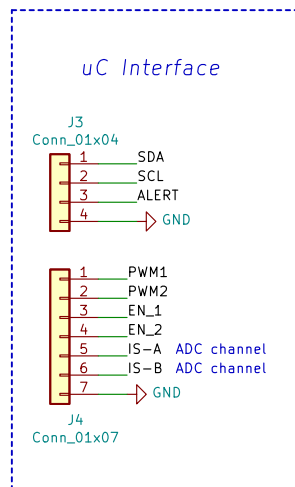 uC Interface
J3
Conn_01x04
1 SDA
2 SCL
3 ALERT
4 GND
1 PWM1
2 PWM2
3 EN_1
4 EN_2
5 IS-A ADC channel
6 IS-B ADC channel
7 GND
J4
Conn_01x07